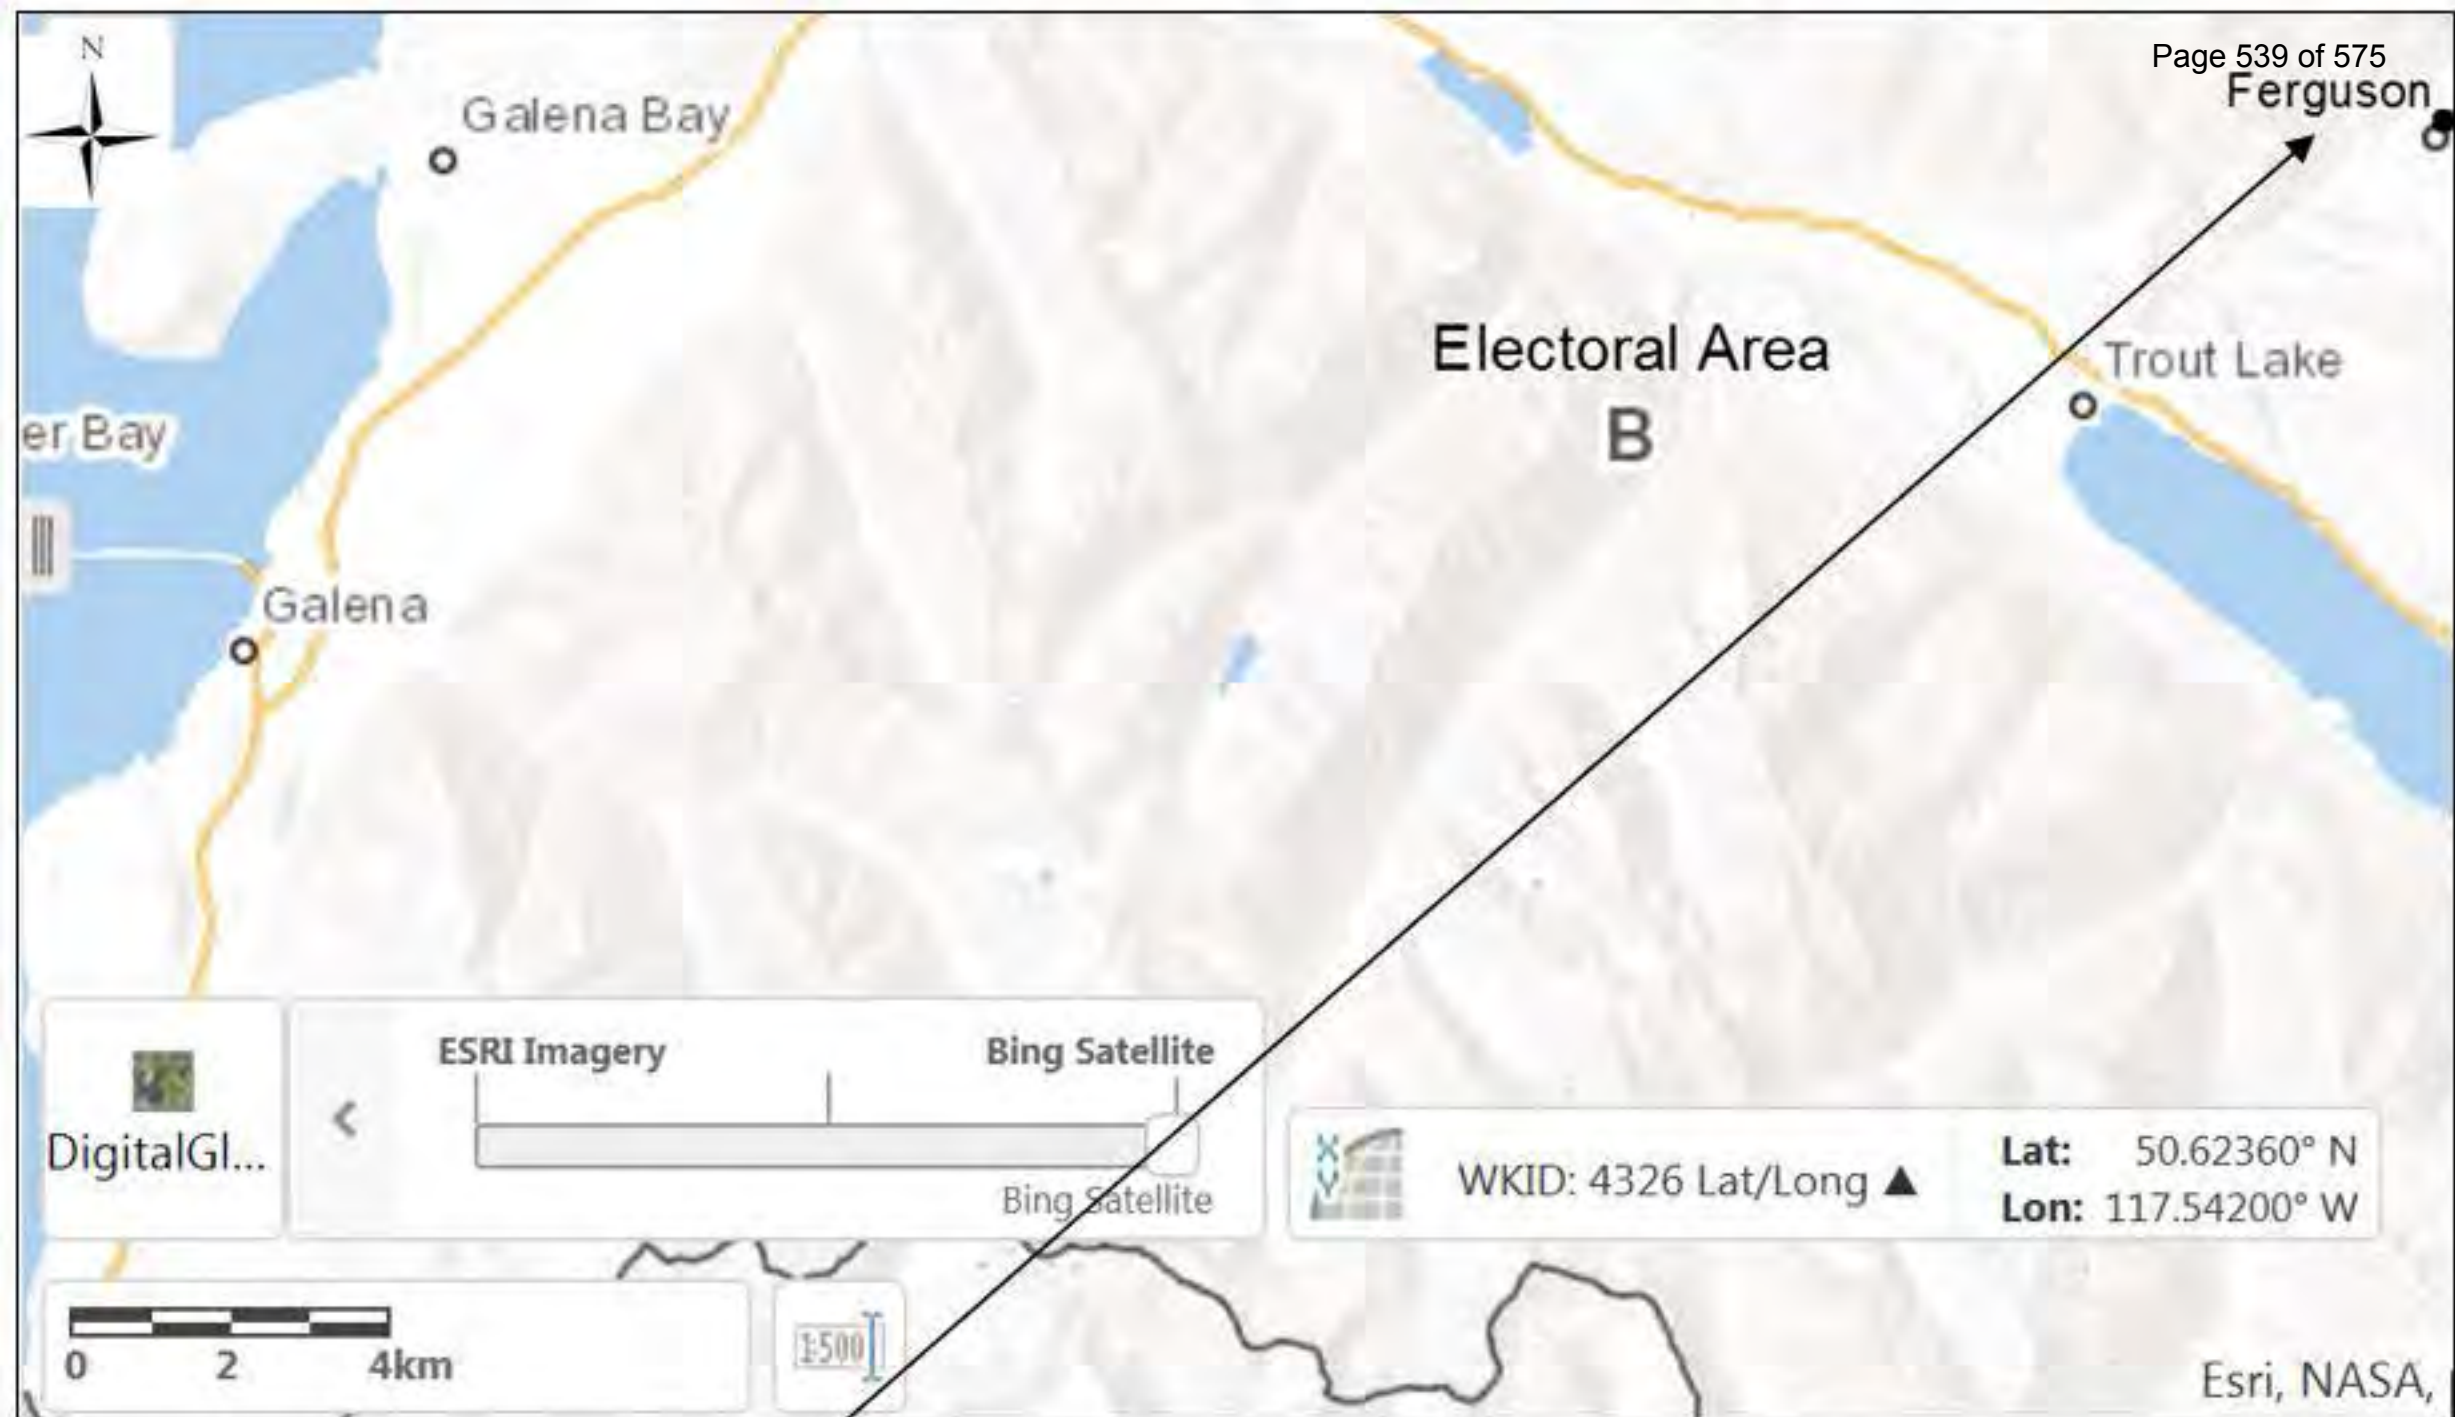 N
Page 539 of 575
Ferguson
Galena Bay
Electoral Area
B
Trout Lake
er Bay
Galena
ESRI Imagery
Bing Satellite
DigitalGl...
Bing Satellite
WKID: 4326 Lat/Long ▲
Lat: 50.62360° N
Lon: 117.54200° W
0 2 4km
1:500
Esri, NASA,